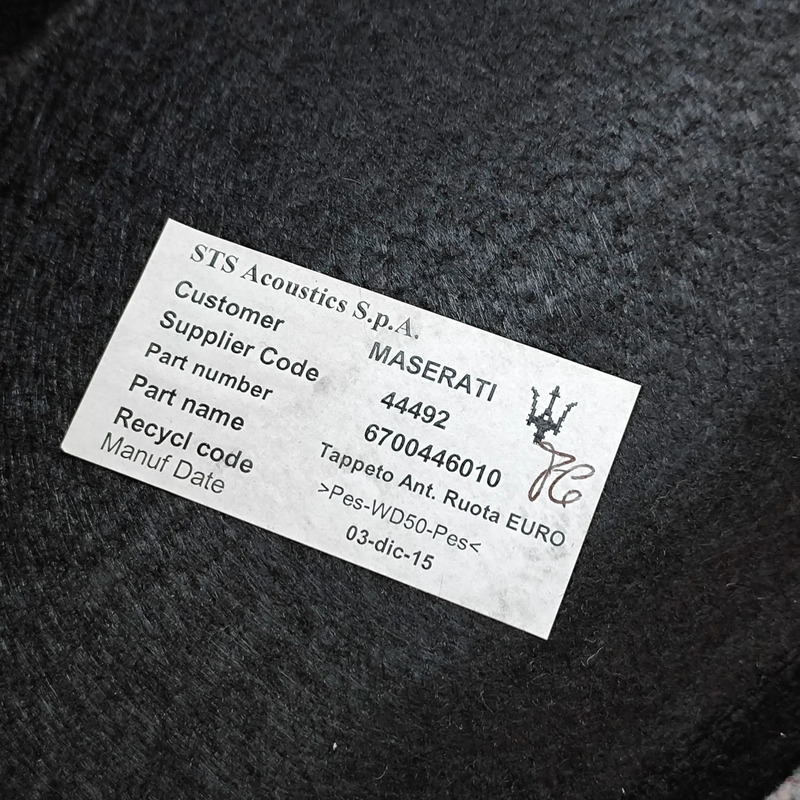 STS Acoustics S.p.A.
Customer MASERATI
Supplier Code 44492
Part number 6700446010
Part name Tappeto Ant. Ruota EURO
Recycl code >Pes-WD50-Pes<
Manuf Date 03-dic-15